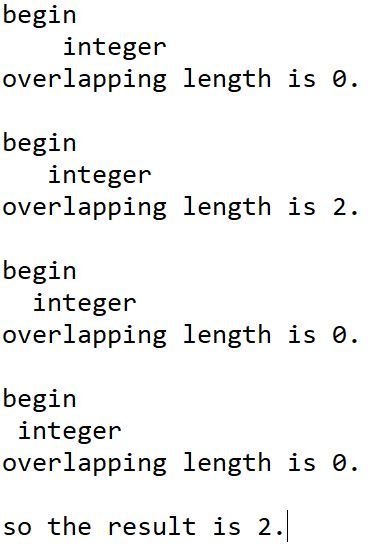 begin
    integer
overlapping length is 0.

begin
   integer
overlapping length is 2.

begin
  integer
overlapping length is 0.

begin
 integer
overlapping length is 0.

so the result is 2.